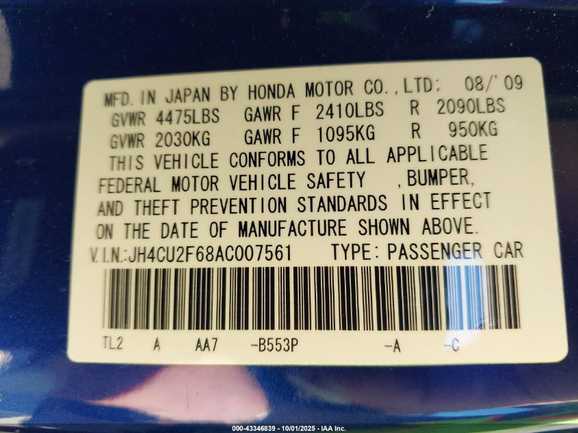 MFD. IN JAPAN BY HONDA MOTOR CO., LTD: 08/'09
GVWR 4475LBS GAWR F 2410LBS R 2090LBS
GVWR 2030KG GAWR F 1095KG R 950KG
THIS VEHICLE CONFORMS TO ALL APPLICABLE
FEDERAL MOTOR VEHICLE SAFETY , BUMPER,
AND THEFT PREVENTION STANDARDS IN EFFECT
ON THE DATE OF MANUFACTURE SHOWN ABOVE.
V.I.N.:JH4CU2F68AC007561 TYPE: PASSENGER CAR
TL2 A AA7 -B553P -A -C
000-43346839 - 10/01/2025 - IAA Inc.